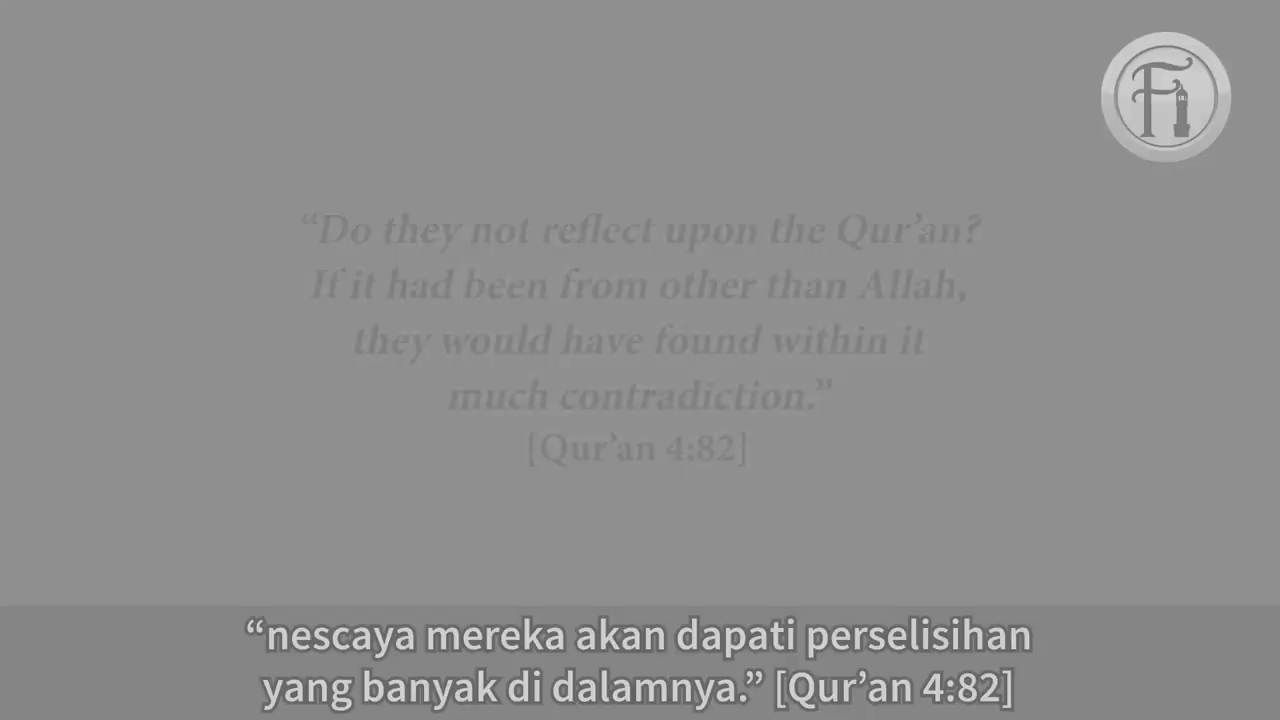 Fi
“Do they not reflect upon the Qur’an?
If it had been from other than Allah,
they would have found within it
much contradiction.”
[Qur’an 4:82]
“nescaya mereka akan dapati perselisihan
yang banyak di dalamnya.” [Qur’an 4:82]